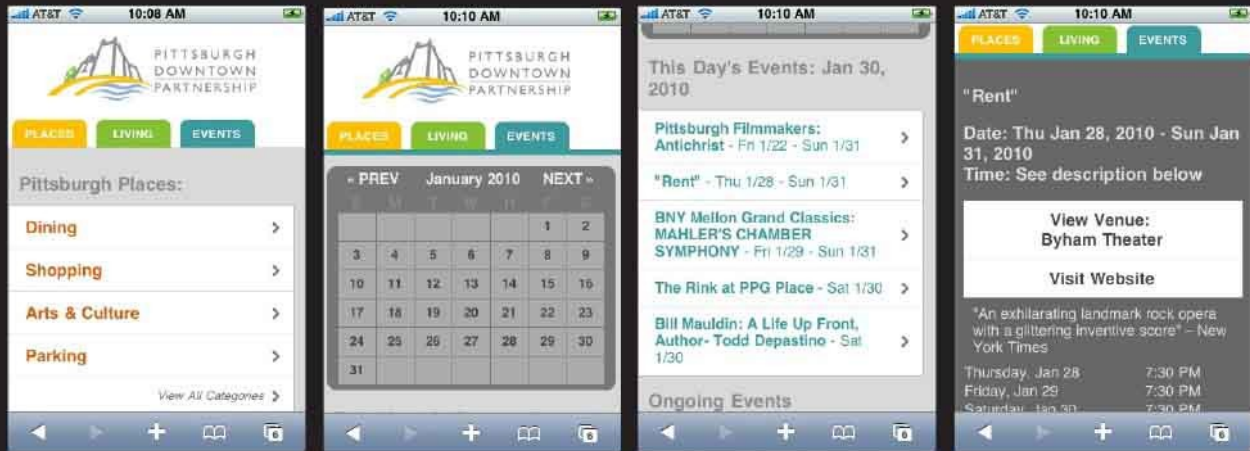 AT&T 10:08 AM
PITTSBURGH
DOWNTOWN
PARTNERSHIP
PLACES LIVING EVENTS
Pittsburgh Places:
Dining
Shopping
Arts & Culture
Parking
View All Categories
6
AT&T 10:10 AM
PITTSBURGH
DOWNTOWN
PARTNERSHIP
PLACES LIVING EVENTS
« PREV January 2010 NEXT »
S M T W H F S
1 2
3 4 5 6 7 8 9
10 11 12 13 14 15 16
17 18 19 20 21 22 23
24 25 26 27 28 29 30
31
6
AT&T 10:10 AM
This Day's Events: Jan 30,
2010
Pittsburgh Filmmakers:
Antichrist - Fri 1/22 - Sun 1/31
"Rent" - Thu 1/28 - Sun 1/31
BNY Mellon Grand Classics:
MAHLER'S CHAMBER
SYMPHONY - Fri 1/29 - Sun 1/31
The Rink at PPG Place - Sat 1/30
Bill Mauldin: A Life Up Front,
Author- Todd Depastino - Sat
1/30
Ongoing Events
6
AT&T 10:10 AM
PLACES LIVING EVENTS
"Rent"
Date: Thu Jan 28, 2010 - Sun Jan
31, 2010
Time: See description below
View Venue:
Byham Theater
Visit Website
"An exhilarating landmark rock opera
with a glittering inventive score" – New
York Times
Thursday, Jan 28 7:30 PM
Friday, Jan 29 7:30 PM
Saturday, Jan 30 7:30 PM
6